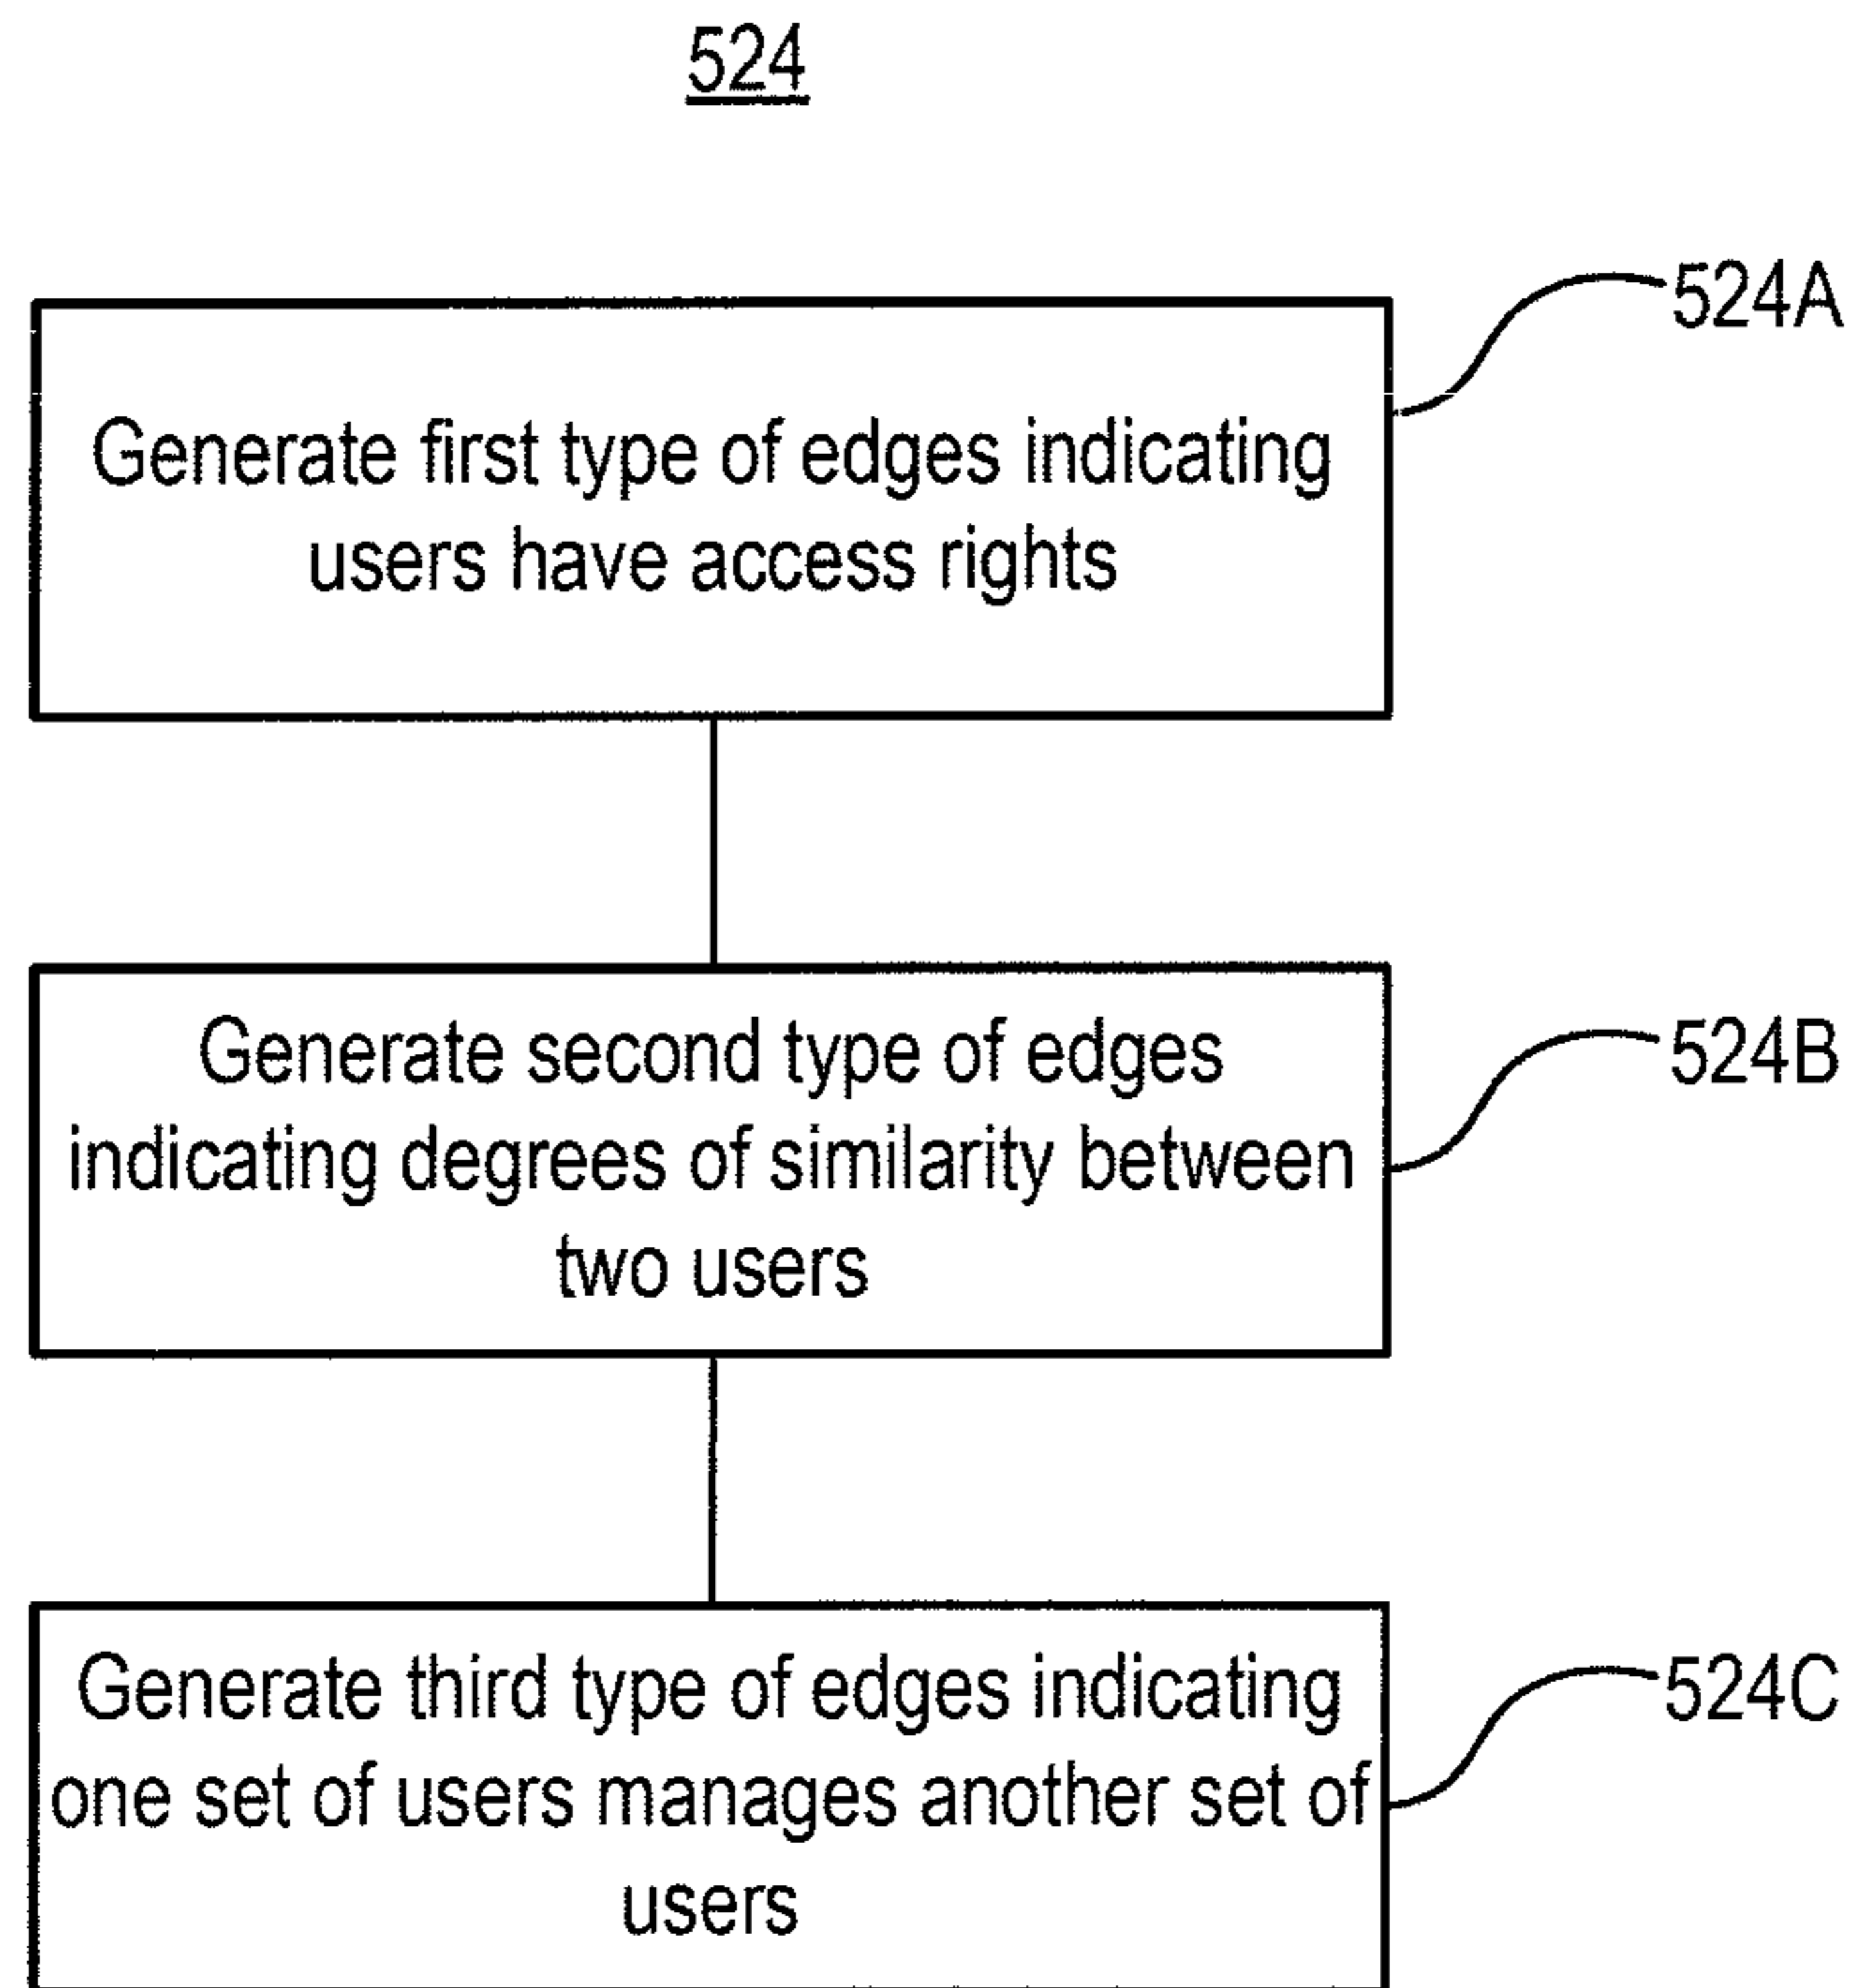 524
524A
Generate first type of edges indicating
users have access rights
Generate second type of edges
indicating degrees of similarity between
two users
524B
Generate third type of edges indicating
one set of users manages another set of
users
524C